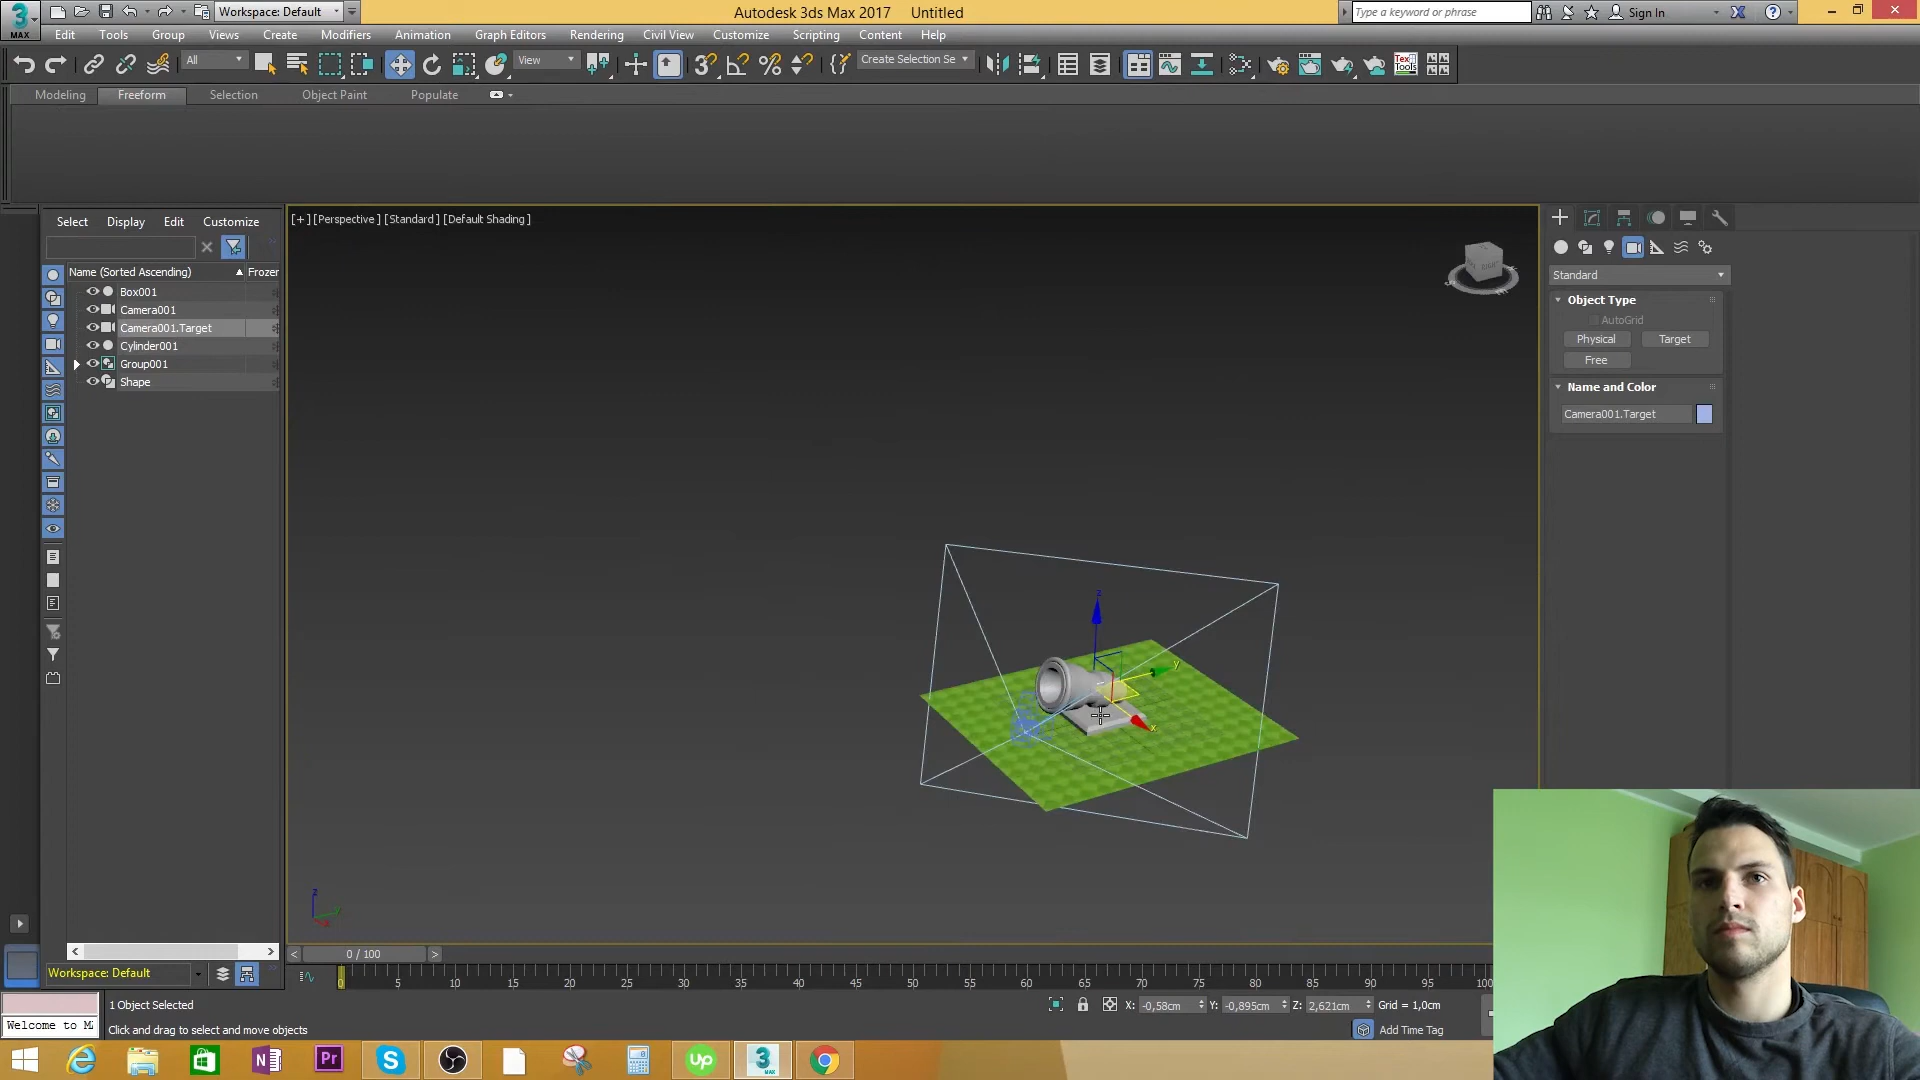 MAX
Workspace: Default
Autodesk 3ds Max 2017 Untitled
Type a keyword or phrase
Sign In
Edit Tools Group Views Create Modifiers Animation Graph Editors Rendering Civil View Customize Scripting Content Help
All
View
Create Selection Se
Modeling Freeform Selection Object Paint Populate
Select Display Edit Customize
[+] [Perspective ] [Standard ] [Default Shading ]
Name (Sorted Ascending) Frozen
Box001
Camera001
Camera001.Target
Cylinder001
Group001
Shape
Standard
Object Type
AutoGrid
Physical Target
Free
Name and Color
Camera001.Target
z
y
x
RIGHT
0 / 100
5 10 15 20 25 30 35 40 45 50 55 60 65 70 75 80 85 90 95 100
Workspace: Default
1 Object Selected
X: -0,58cm Y: -0,895cm Z: 2,621cm Grid = 1,0cm
Welcome to M
Click and drag to select and move objects
Add Time Tag
N
Pr
S
up
3
MAX